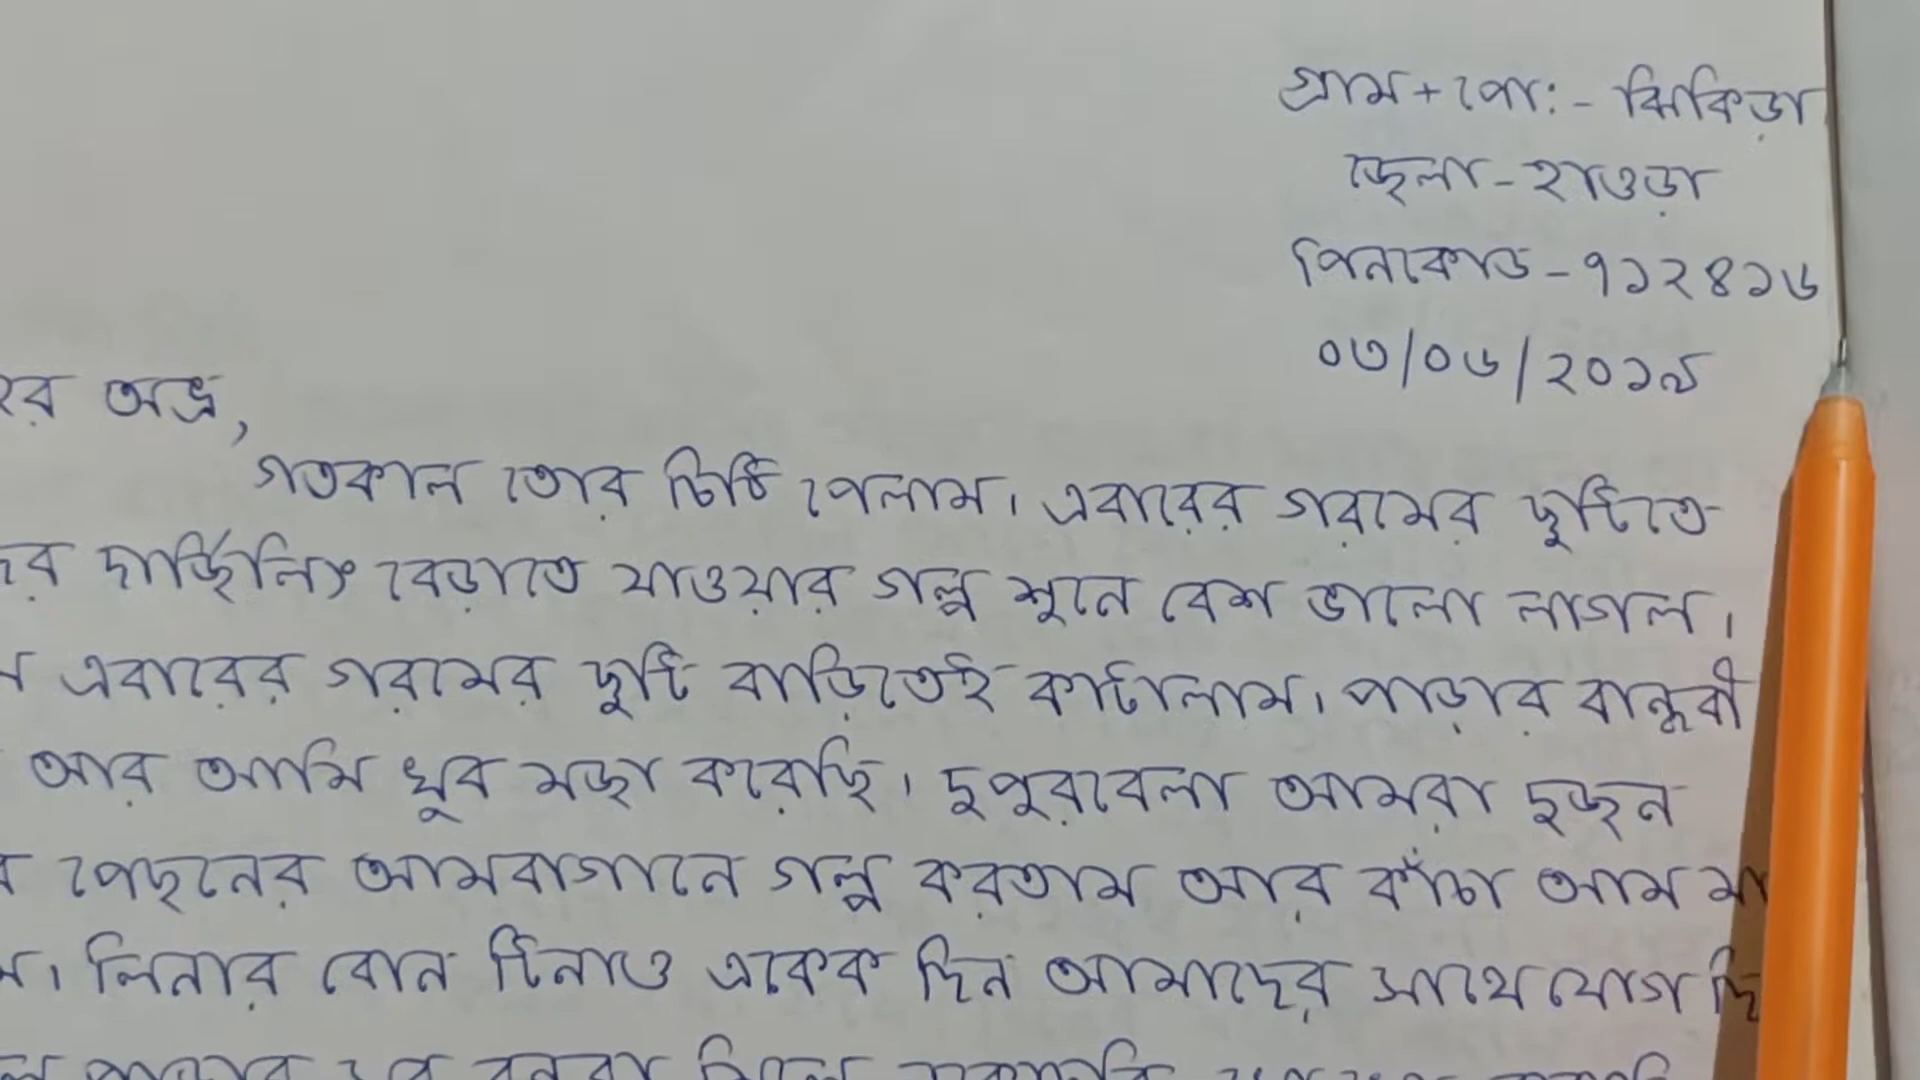 গ্রাম + পো: - ঝিকিড়া
জেলা - হাওড়া
পিনকোড - ৭১২৪১৬
০৩/০৬/২০১৯
অভ্র,
গতকাল তোর চিঠি পেলাম। এবারের গরমের ছুটিতে
দার্জিলিং বেড়াতে যাওয়ার গল্প শুনে বেশ ভালো লাগল।
এবারের গরমের ছুটি বাড়িতেই কাটালাম। পাড়ার বান্ধবী
আর আমি খুব মজা করেছি। দুপুরবেলা আমরা দুজন
পেছনের আমবাগানে গল্প করতাম আর কাঁচা আম
লিনার বোন টিনাও একেক দিন আমাদের সাথে যোগ